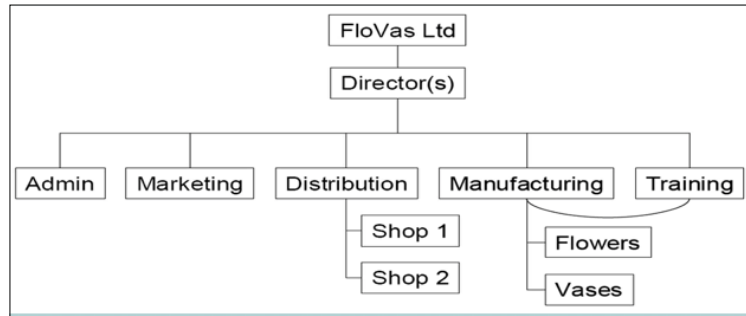 FloVas Ltd
Director(s)
Admin
Marketing
Distribution
Manufacturing
Training
Shop 1
Shop 2
Flowers
Vases